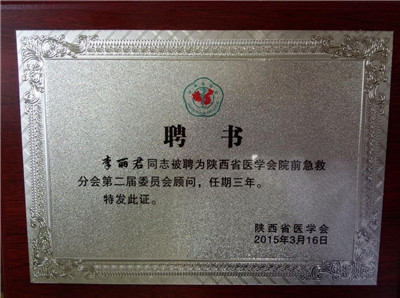 聘书
李丽君同志被聘为陕西省医学会院前急救
分会第二届委员会顾问，任期三年。
特发此证。
陕西省医学会
2015年3月16日